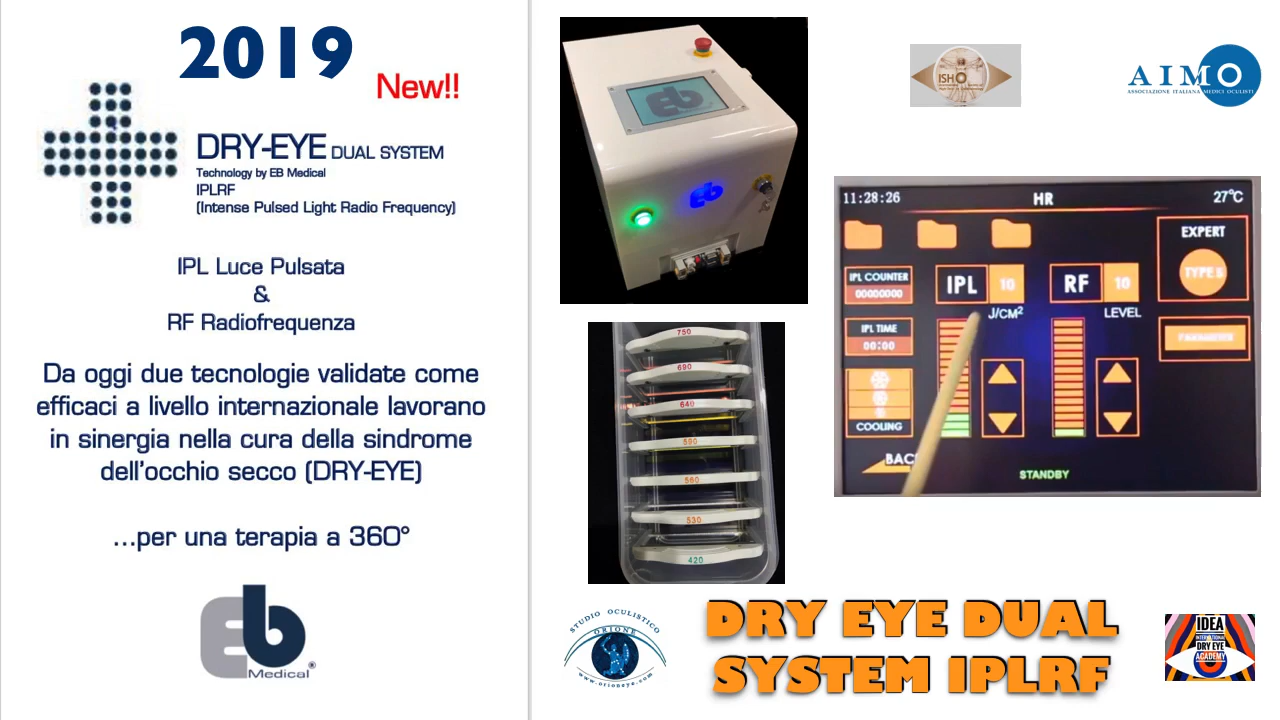 2019
New!!
DRY-EYE DUAL SYSTEM
Technology by EB Medical
IPLRF
(Intense Pulsed Light Radio Frequency)
IPL Luce Pulsata
&
RF Radiofrequenza
Da oggi due tecnologie validate come
efficaci a livello internazionale lavorano
in sinergia nella cura della sindrome
dell'occhio secco (DRY-EYE)
...per una terapia a 360°
Eb
Medical®
Eb
Eb
750
690
640
590
560
530
420
ISHO
AIMO
ASSOCIAZIONE ITALIANA MEDICI OCULISTI
11:28:26
HR
27°C
EXPERT
TYPE 6
IPL COUNTER
00000000
IPL 10
J/CM²
RF 10
LEVEL
IPL TIME
00:00
PARAMETER
COOLING
BACK
STANDBY
STUDIO OCULISTICO
ORIONE
www.orioneye.com
DRY EYE DUAL
SYSTEM IPLRF
IDEA
INTERNATIONAL
DRY EYE
ACADEMY